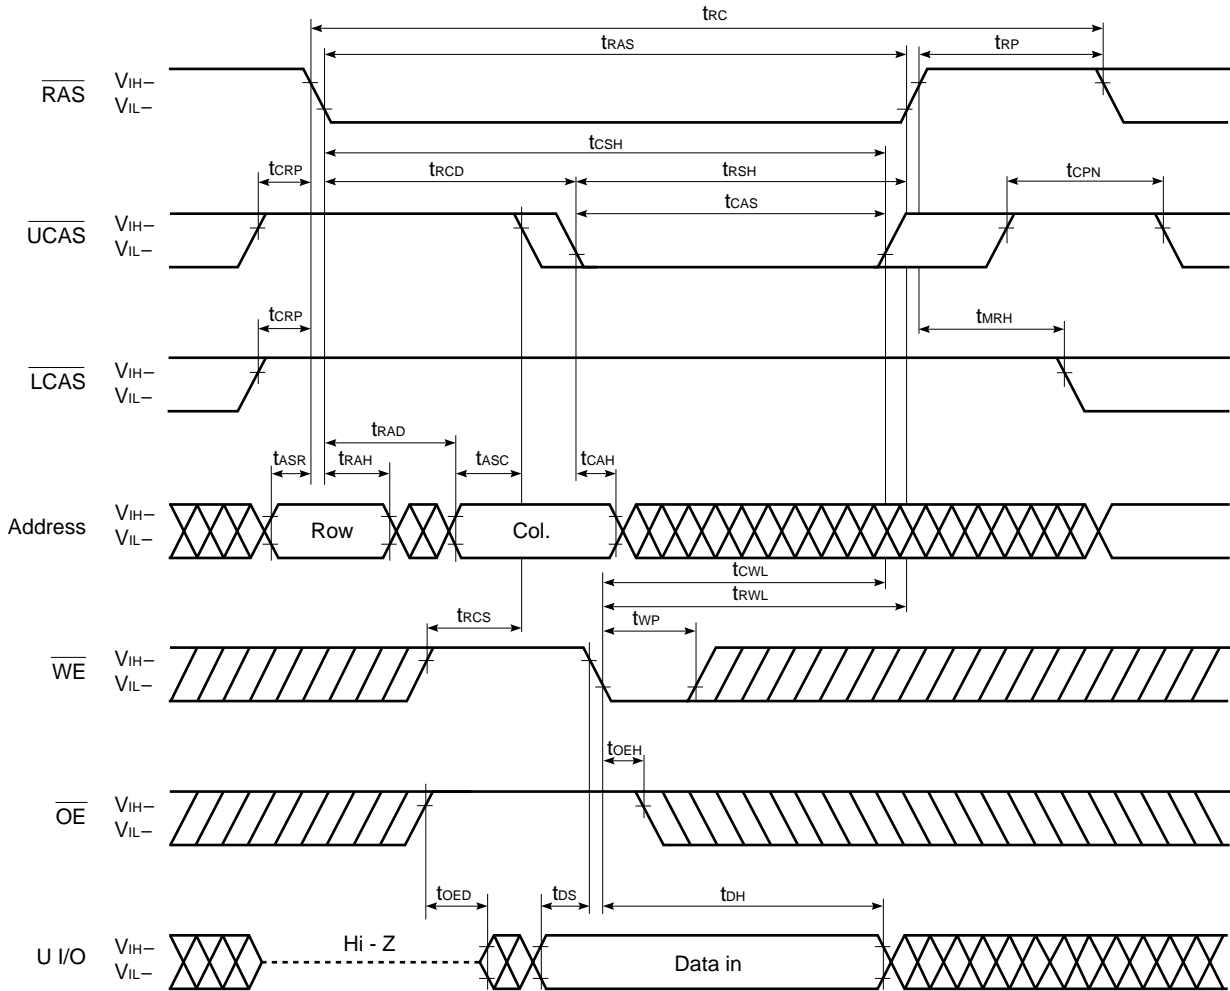 tRC
tRAS tRP
RAS VIH–
VIL–
tCSH
tCRP tRCD tRSH tCPN
tCAS
UCAS VIH–
VIL–
tCRP tMRH
LCAS VIH–
VIL–
tRAD
tASR tRAH tASC tCAH
Address VIH–
VIL–
Row Col.
tCWL
tRWL
tRCS tWP
WE VIH–
VIL–
tOEH
OE VIH–
VIL–
tOED tDS tDH
U I/O VIH–
VIL–
Hi - Z Data in